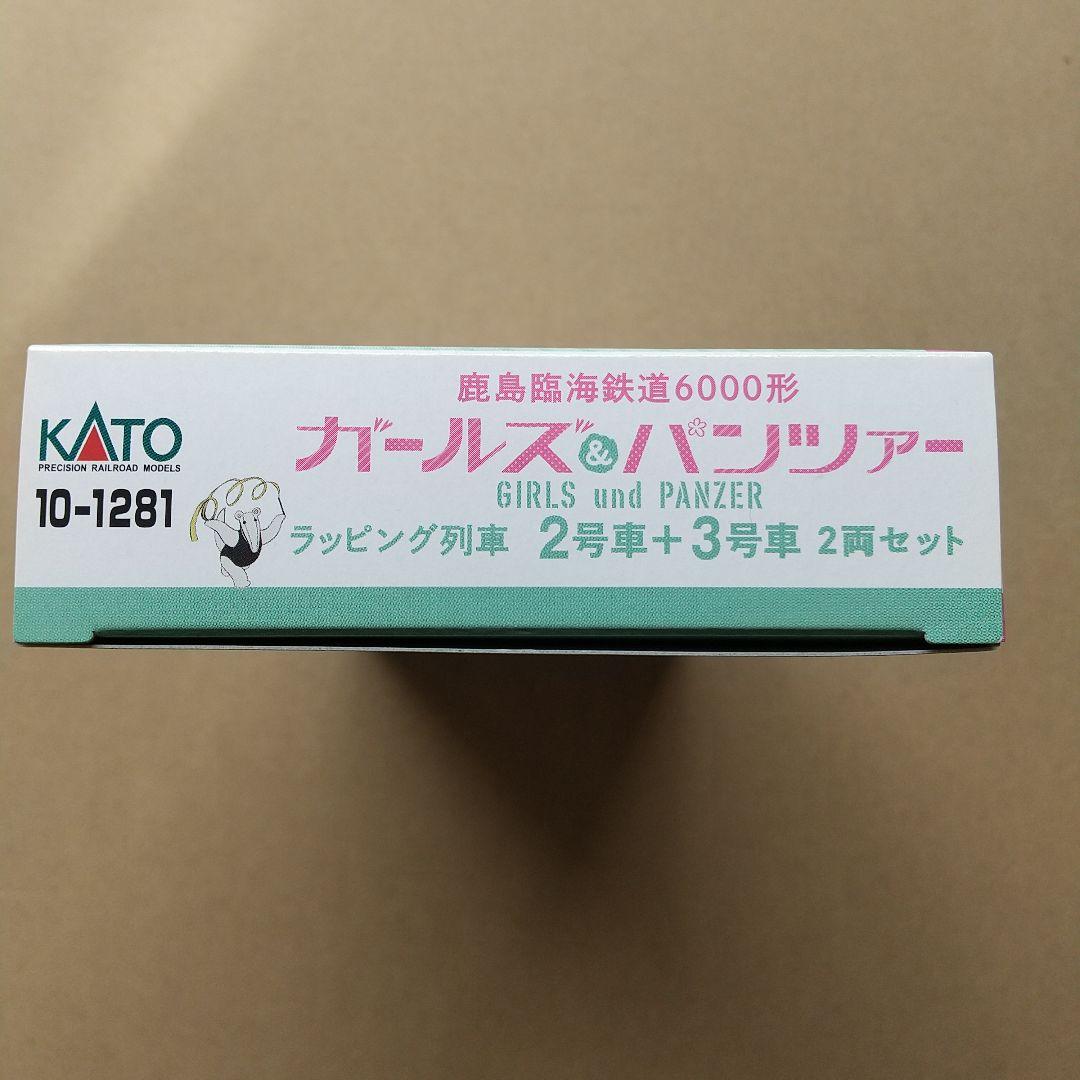 KATO
PRECISION RAILROAD MODELS
10-1281
鹿島臨海鉄道6000形
ガールズ&パンツァー
GIRLS und PANZER
ラッピング列車 2号車+3号車 2両セット